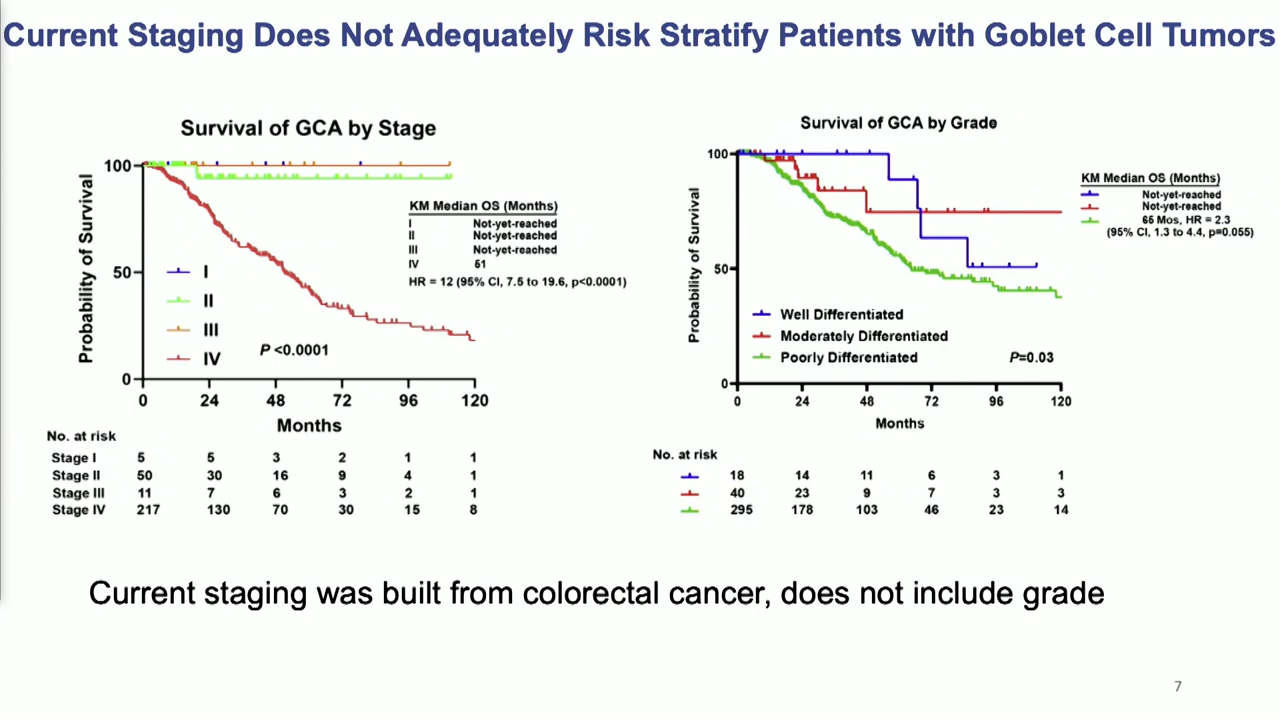 Current Staging Does Not Adequately Risk Stratify Patients with Goblet Cell Tumors
Survival of GCA by Stage
Probability of Survival
100
50
0
I
II
III
IV
P <0.0001
KM Median OS (Months)
I Not-yet-reached
II Not-yet-reached
III Not-yet-reached
IV 51
HR = 12 (95% CI, 7.5 to 19.6, p<0.0001)
0 24 48 72 96 120
Months
No. at risk
Stage I 5 5 3 2 1 1
Stage II 50 30 16 9 4 1
Stage III 11 7 6 3 2 1
Stage IV 217 130 70 30 15 8
Survival of GCA by Grade
Probability of Survival
100
50
0
KM Median OS (Months)
Not-yet-reached
Not-yet-reached
65 Mos, HR = 2.3
(95% CI, 1.3 to 4.4, p=0.055)
Well Differentiated
Moderately Differentiated
Poorly Differentiated
P=0.03
0 24 48 72 96 120
Months
No. at risk
18 14 11 6 3 1
40 23 9 7 3 3
295 178 103 46 23 14
Current staging was built from colorectal cancer, does not include grade
7